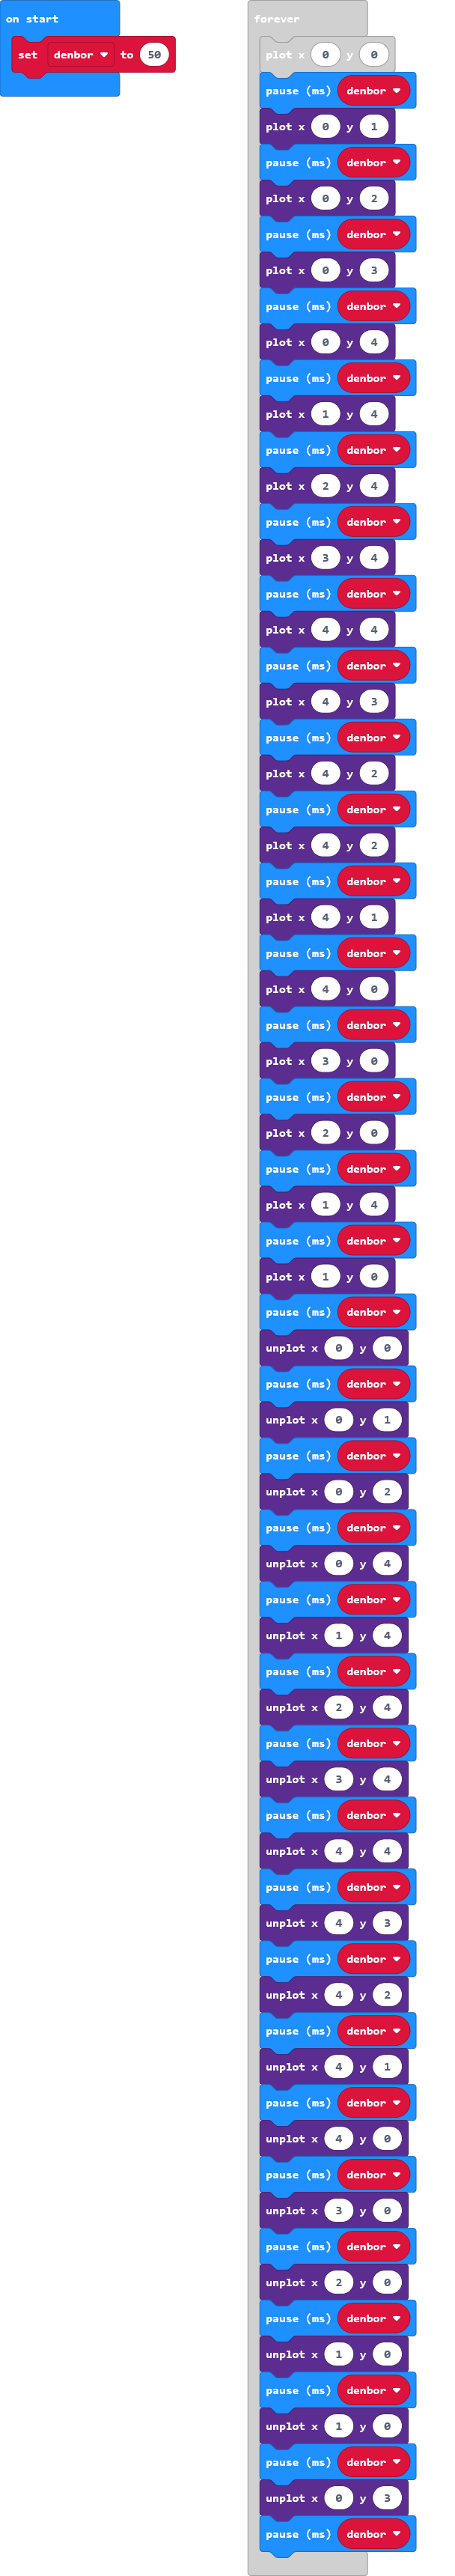 on start
set denbor to 50
forever
plot x 0 y 0
pause (ms) denbor
plot x 0 y 1
pause (ms) denbor
plot x 0 y 2
pause (ms) denbor
plot x 0 y 3
pause (ms) denbor
plot x 0 y 4
pause (ms) denbor
plot x 1 y 4
pause (ms) denbor
plot x 2 y 4
pause (ms) denbor
plot x 3 y 4
pause (ms) denbor
plot x 4 y 4
pause (ms) denbor
plot x 4 y 3
pause (ms) denbor
plot x 4 y 2
pause (ms) denbor
plot x 4 y 2
pause (ms) denbor
plot x 4 y 1
pause (ms) denbor
plot x 4 y 0
pause (ms) denbor
plot x 3 y 0
pause (ms) denbor
plot x 2 y 0
pause (ms) denbor
plot x 1 y 4
pause (ms) denbor
plot x 1 y 0
pause (ms) denbor
unplot x 0 y 0
pause (ms) denbor
unplot x 0 y 1
pause (ms) denbor
unplot x 0 y 2
pause (ms) denbor
unplot x 0 y 4
pause (ms) denbor
unplot x 1 y 4
pause (ms) denbor
unplot x 2 y 4
pause (ms) denbor
unplot x 3 y 4
pause (ms) denbor
unplot x 4 y 4
pause (ms) denbor
unplot x 4 y 3
pause (ms) denbor
unplot x 4 y 2
pause (ms) denbor
unplot x 4 y 1
pause (ms) denbor
unplot x 4 y 0
pause (ms) denbor
unplot x 3 y 0
pause (ms) denbor
unplot x 2 y 0
pause (ms) denbor
unplot x 1 y 0
pause (ms) denbor
unplot x 1 y 0
pause (ms) denbor
unplot x 0 y 3
pause (ms) denbor